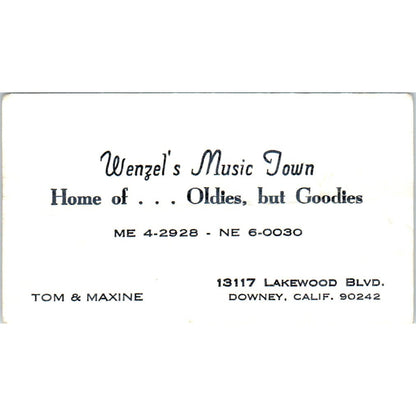 Wenzel's Music Town
Home of . . . Oldies, but Goodies
ME 4-2928 - NE 6-0030
TOM & MAXINE
13117 LAKEWOOD BLVD.
DOWNEY, CALIF. 90242